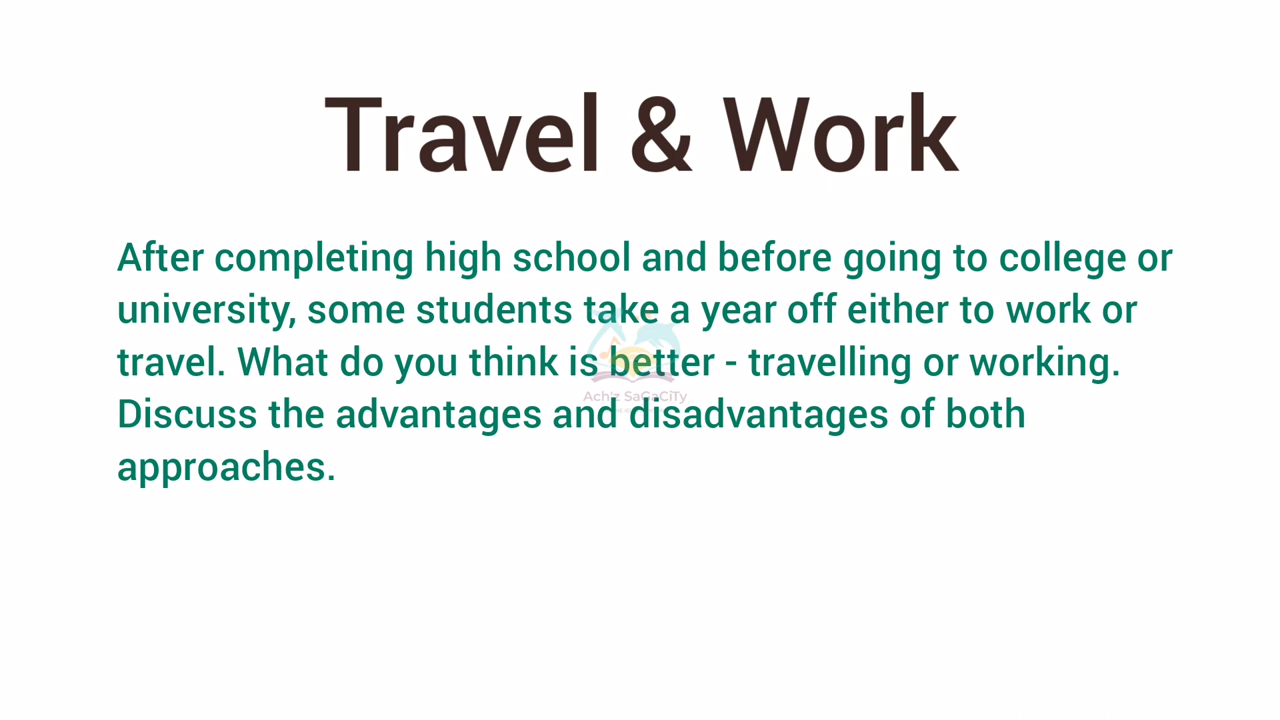 Travel & Work
After completing high school and before going to college or
university, some students take a year off either to work or
travel. What do you think is better - travelling or working.
Discuss the advantages and disadvantages of both
approaches.
Ach'z SaGaCiTy